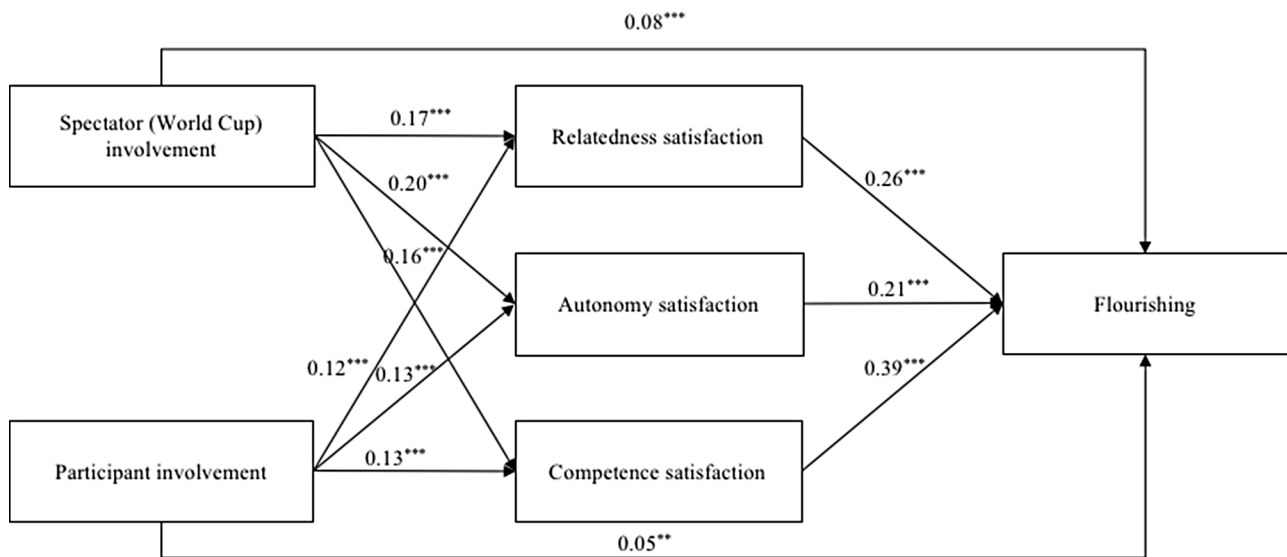 0.08***
Spectator (World Cup)
involvement
0.17***
Relatedness satisfaction
0.20***
0.26***
0.16***
Autonomy satisfaction
0.21***
Flourishing
0.12***
0.13***
0.39***
Participant involvement
0.13***
Competence satisfaction
0.05**